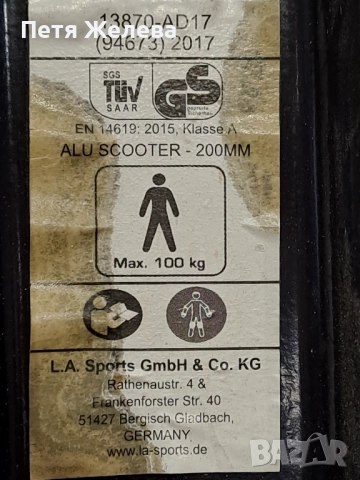 Петя Желева
13870-AD17
(94673) 2017
SGS
TÜV
SAAR
GS
geprüfte
Sicherheit
EN 14619: 2015, Klasse A
ALU SCOOTER - 200MM
Max. 100 kg
L.A. Sports GmbH & Co. KG
Rathenaustr. 4 &
Frankenforster Str. 40
51427 Bergisch Gladbach,
GERMANY
www.la-sports.de
BAZAR